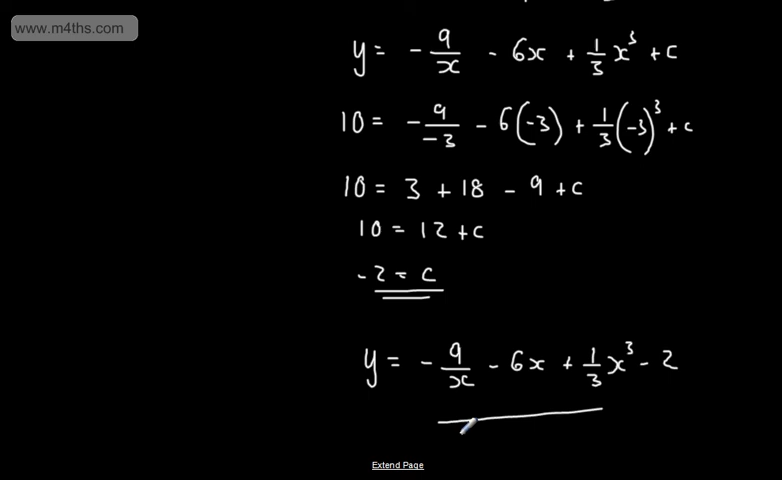 www.m4ths.com
y = - 9/x - 6x + 1/3 x³ + c
10 = - 9/-3 - 6(-3) + 1/3 (-3)³ + c
10 = 3 + 18 - 9 + c
10 = 12 + c
-2 = c
y = - 9/x - 6x + 1/3 x³ - 2
Extend Page